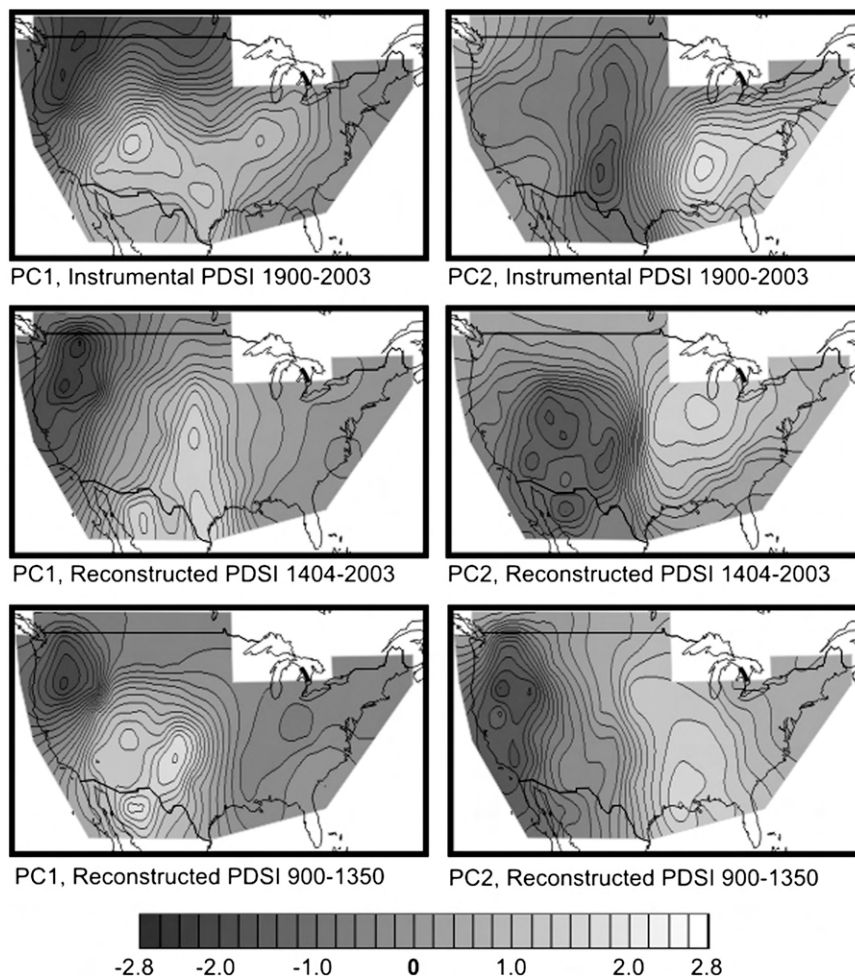 PC1, Instrumental PDSI 1900-2003
PC2, Instrumental PDSI 1900-2003
PC1, Reconstructed PDSI 1404-2003
PC2, Reconstructed PDSI 1404-2003
PC1, Reconstructed PDSI 900-1350
PC2, Reconstructed PDSI 900-1350
-2.8 -2.0 -1.0 0 1.0 2.0 2.8